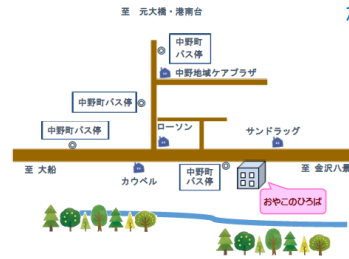 至 元大橋・港南台
中野町
バス停
中野地域ケアプラザ
中野町バス停
中野町バス停
ローソン
サンドラッグ
至 大船
カウベル
中野町
バス停
至 金沢八景
おやこのひろば